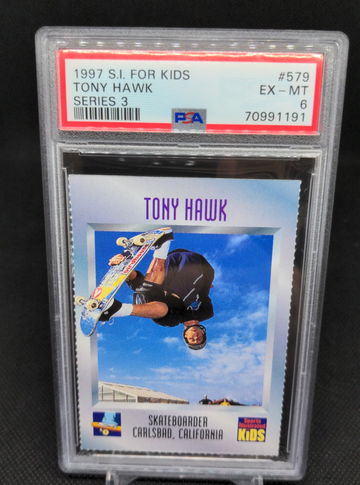 1997 S.I. FOR KIDS #579
TONY HAWK EX - MT
SERIES 3 PSA 6
70991191
TONY HAWK
SKATEBOARDER
CARLSBAD, CALIFORNIA
Sports
Illustrated
KIDS